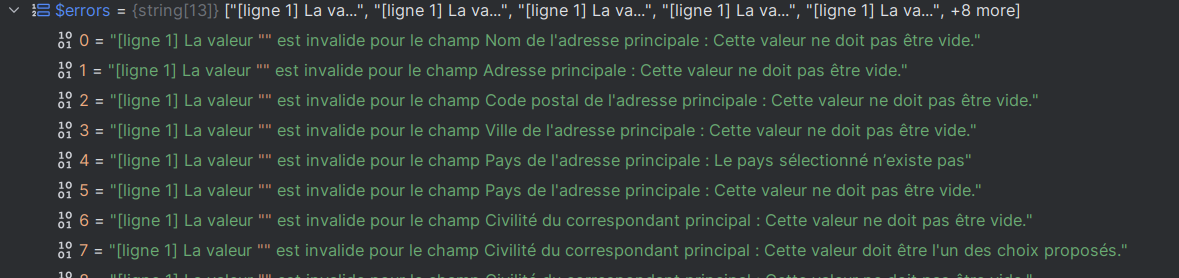 $errors = {string[13]} ["[ligne 1] La va...", "[ligne 1] La va...", "[ligne 1] La va...", "[ligne 1] La va...", "[ligne 1] La va...", +8 more]
0 = "[ligne 1] La valeur "" est invalide pour le champ Nom de l'adresse principale : Cette valeur ne doit pas être vide."
1 = "[ligne 1] La valeur "" est invalide pour le champ Adresse principale : Cette valeur ne doit pas être vide."
2 = "[ligne 1] La valeur "" est invalide pour le champ Code postal de l'adresse principale : Cette valeur ne doit pas être vide."
3 = "[ligne 1] La valeur "" est invalide pour le champ Ville de l'adresse principale : Cette valeur ne doit pas être vide."
4 = "[ligne 1] La valeur "" est invalide pour le champ Pays de l'adresse principale : Le pays sélectionné n’existe pas"
5 = "[ligne 1] La valeur "" est invalide pour le champ Pays de l'adresse principale : Cette valeur ne doit pas être vide."
6 = "[ligne 1] La valeur "" est invalide pour le champ Civilité du correspondant principal : Cette valeur ne doit pas être vide."
7 = "[ligne 1] La valeur "" est invalide pour le champ Civilité du correspondant principal : Cette valeur doit être l'un des choix proposés."